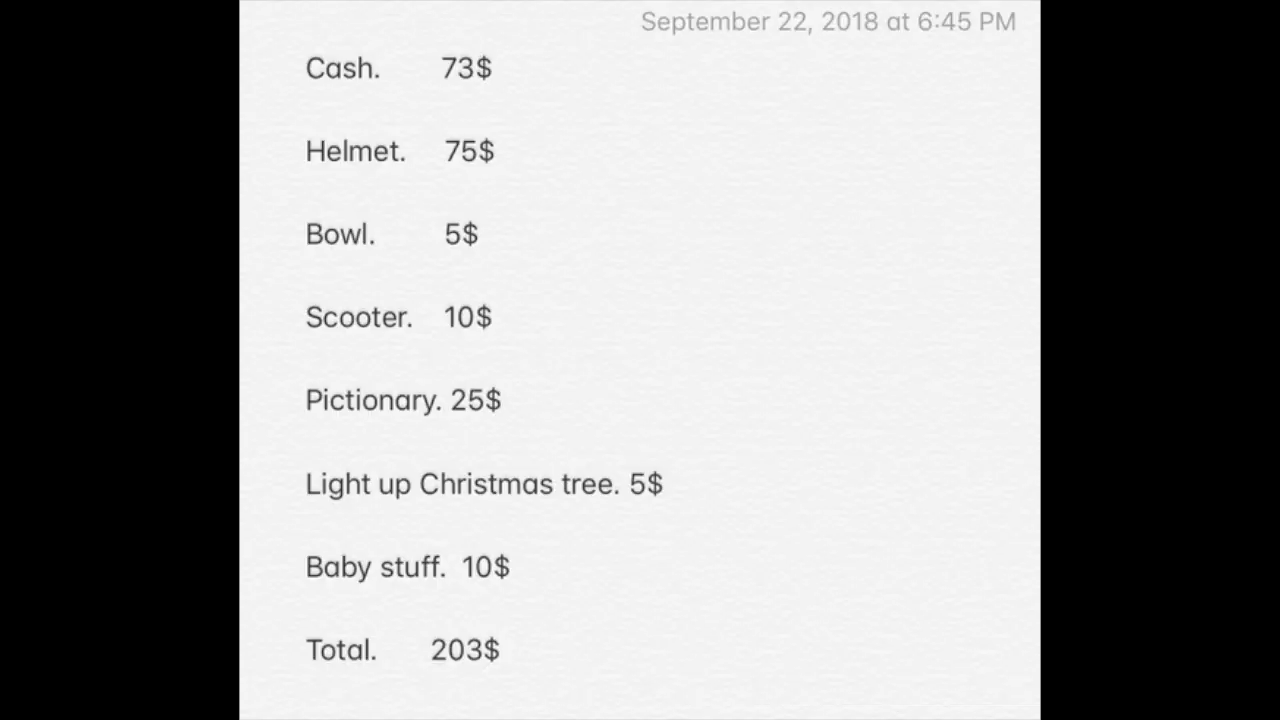 September 22, 2018 at 6:45 PM
Cash. 73$
Helmet. 75$
Bowl. 5$
Scooter. 10$
Pictionary. 25$
Light up Christmas tree. 5$
Baby stuff. 10$
Total. 203$